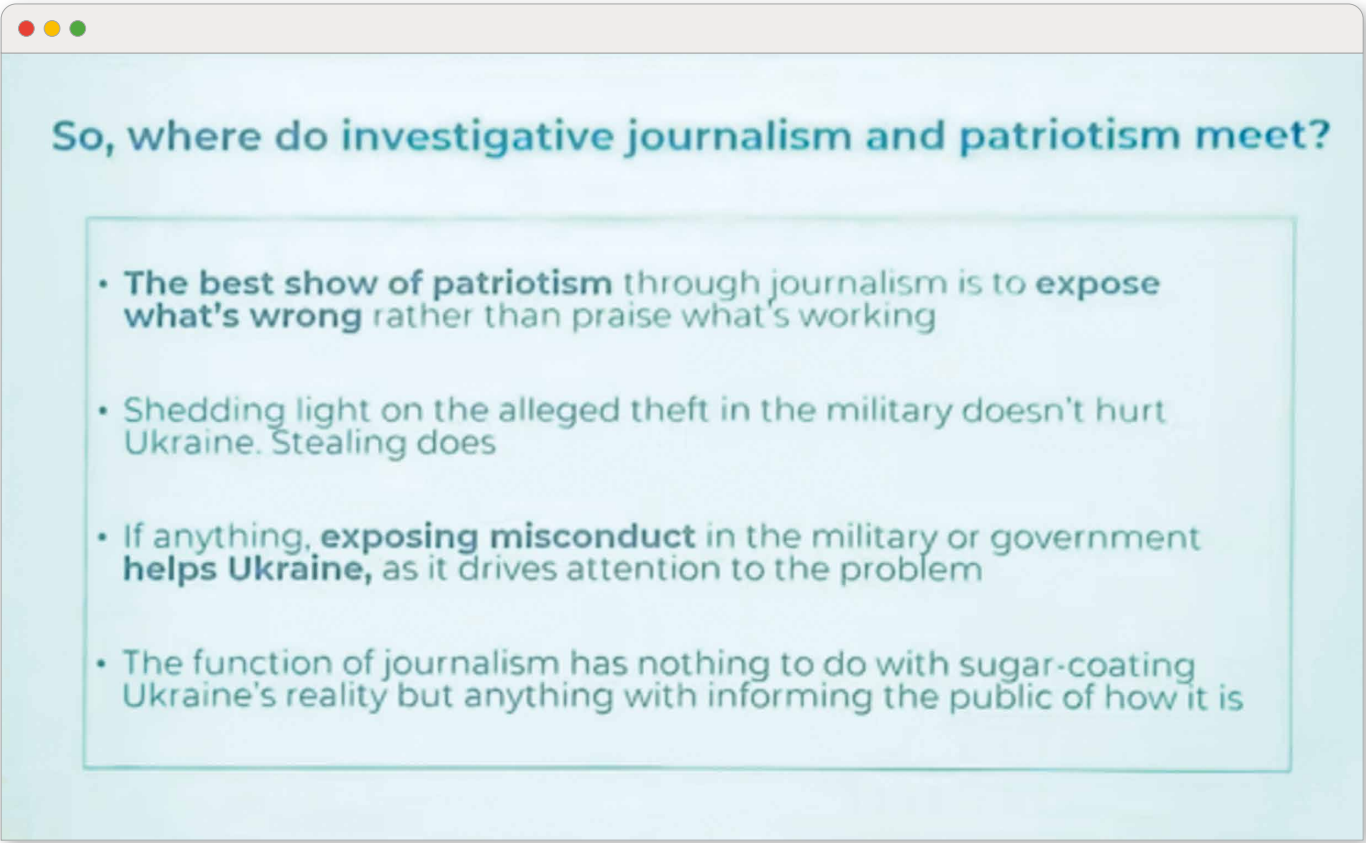 So, where do investigative journalism and patriotism meet?
• The best show of patriotism through journalism is to expose
what's wrong rather than praise what's working
• Shedding light on the alleged theft in the military doesn't hurt
Ukraine. Stealing does
• If anything, exposing misconduct in the military or government
helps Ukraine, as it drives attention to the problem
• The function of journalism has nothing to do with sugar-coating
Ukraine's reality but anything with informing the public of how it is